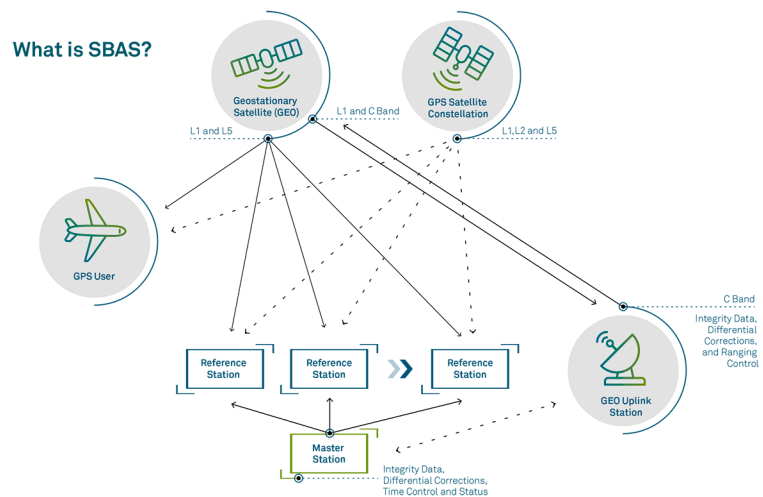 What is SBAS?
Geostationary
Satellite (GEO)
GPS Satellite
Constellation
L1 and C Band
L1 and L5
L1,L2 and L5
GPS User
C Band
Integrity Data,
Differential
Corrections,
and Ranging
Control
Reference
Station
Reference
Station
Reference
Station
GEO Uplink
Station
Master
Station
Integrity Data,
Differential Corrections,
Time Control and Status